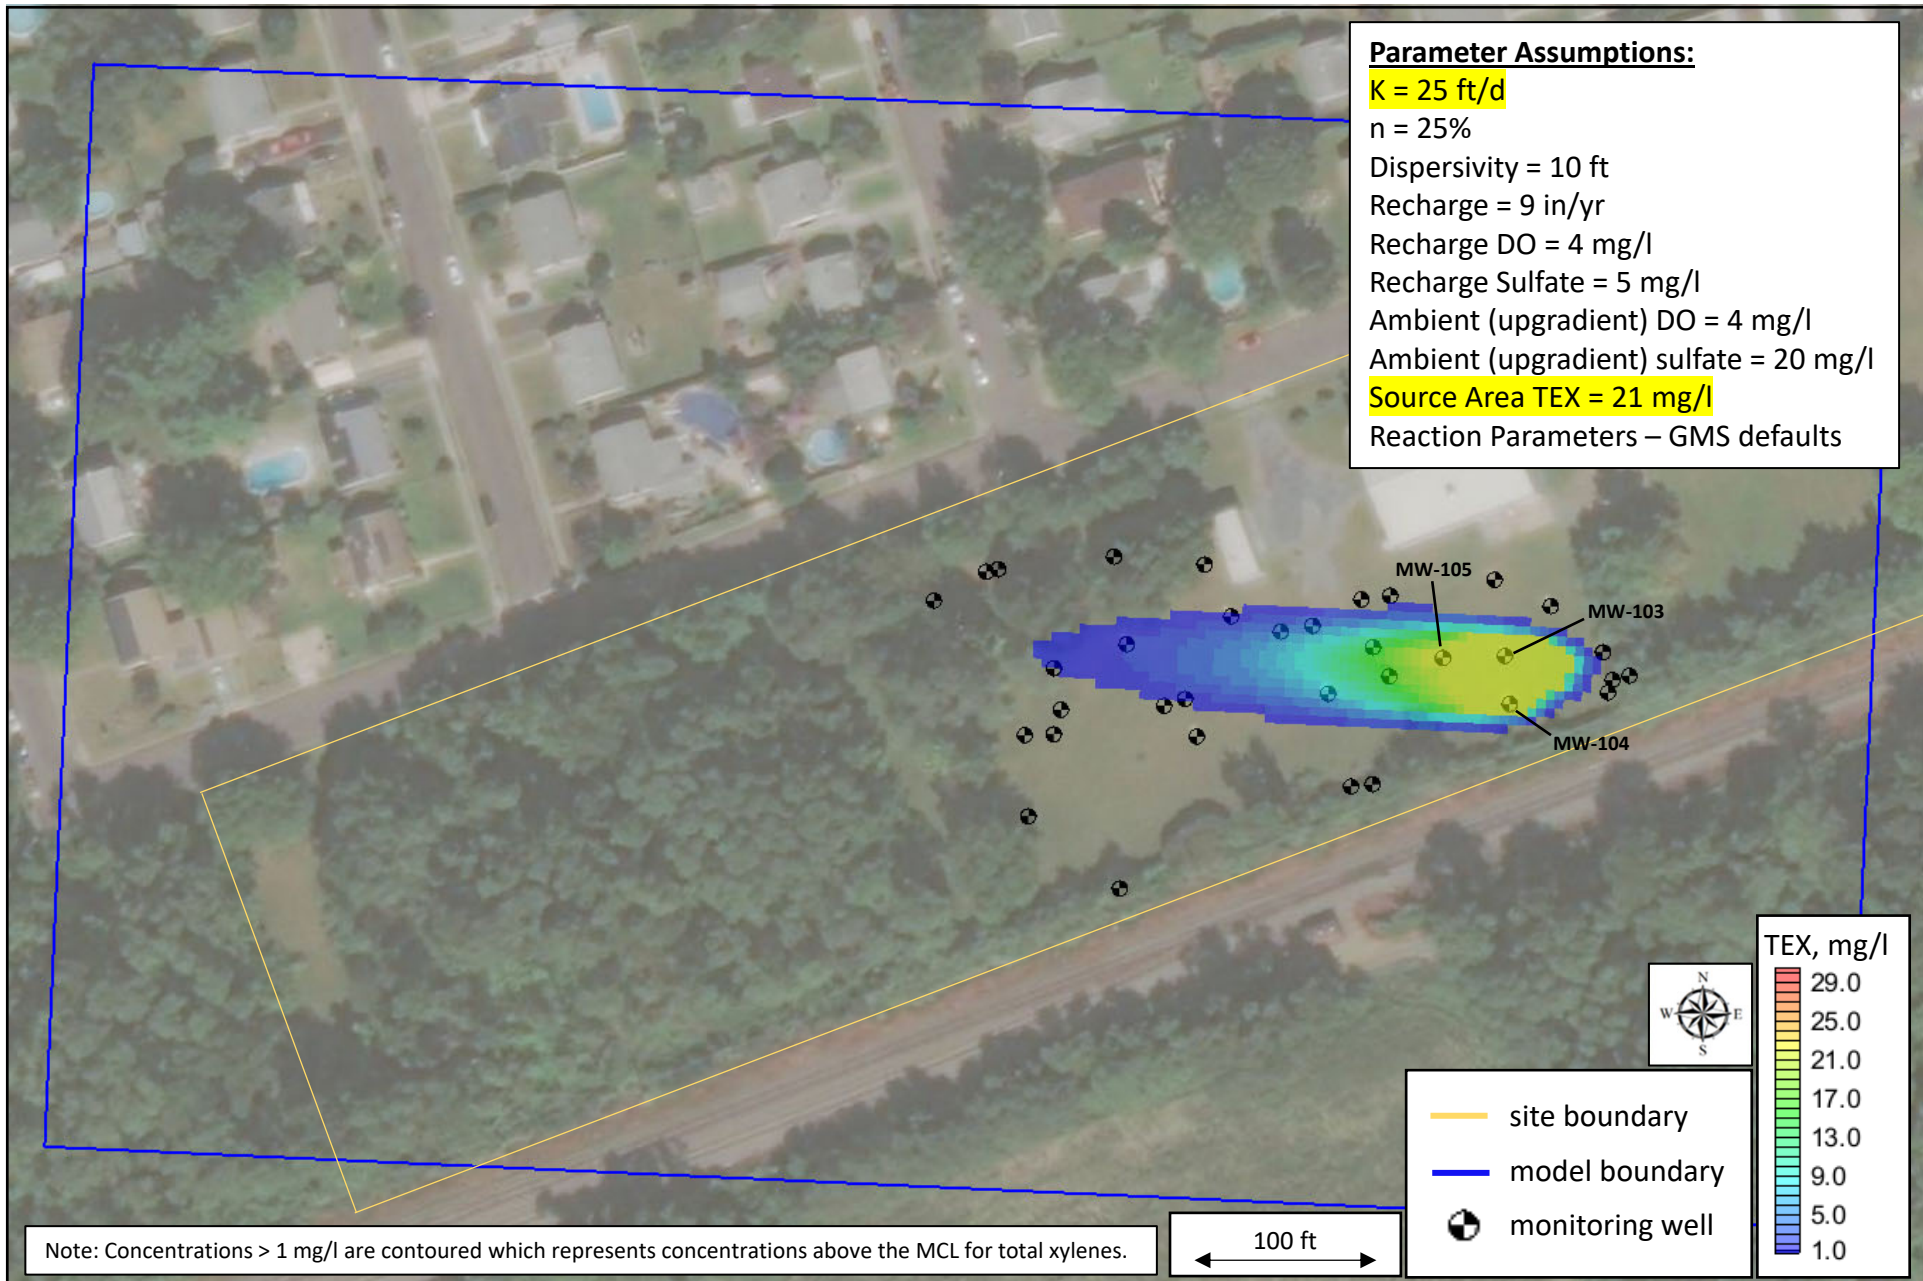 Parameter Assumptions:
K = 25 ft/d
n = 25%
Dispersivity = 10 ft
Recharge = 9 in/yr
Recharge DO = 4 mg/l
Recharge Sulfate = 5 mg/l
Ambient (upgradient) DO = 4 mg/l
Ambient (upgradient) sulfate = 20 mg/l
Source Area TEX = 21 mg/l
Reaction Parameters – GMS defaults
MW-105
MW-103
MW-104
TEX, mg/l
29.0
25.0
21.0
17.0
13.0
9.0
5.0
1.0
N
W E
S
site boundary
model boundary
monitoring well
100 ft
Note: Concentrations > 1 mg/l are contoured which represents concentrations above the MCL for total xylenes.